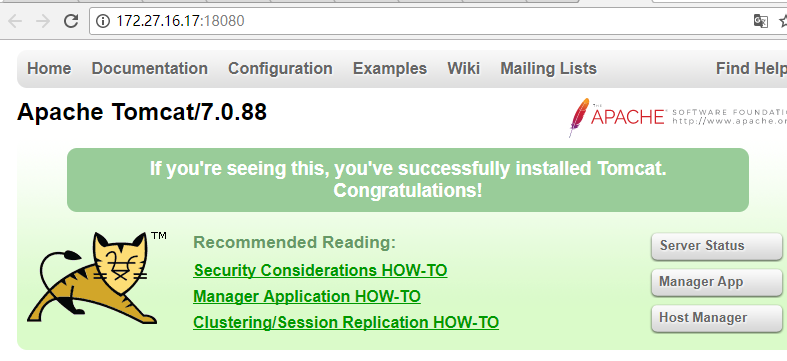 172.27.16.17:18080
Home Documentation Configuration Examples Wiki Mailing Lists Find Help
Apache Tomcat/7.0.88
THE
APACHE SOFTWARE FOUNDATIO
http://www.apache.or
If you're seeing this, you've successfully installed Tomcat.
Congratulations!
TM
Recommended Reading:
Security Considerations HOW-TO
Manager Application HOW-TO
Clustering/Session Replication HOW-TO
Server Status
Manager App
Host Manager